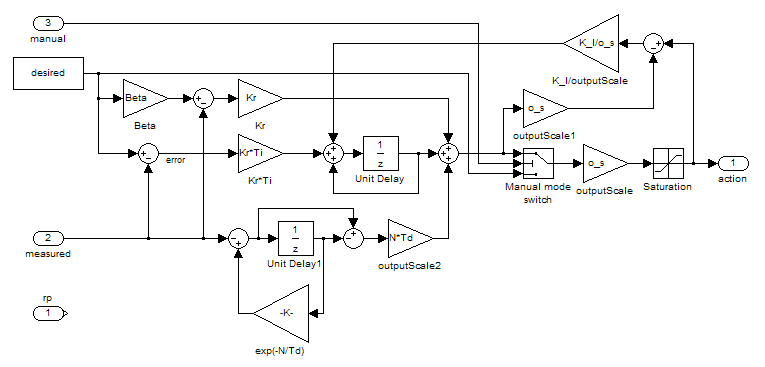 3
manual
K_I/o_s
K_I/outputScale
desired
Beta
Beta
Kr
Kr
o_s
outputScale1
error
Kr*Ti
Kr*Ti
1
z
Unit Delay
Manual mode
switch
o_s
outputScale
Saturation
1
action
2
measured
1
z
Unit Delay1
N*Td
outputScale2
rp
1
-K-
exp(-N/Td)